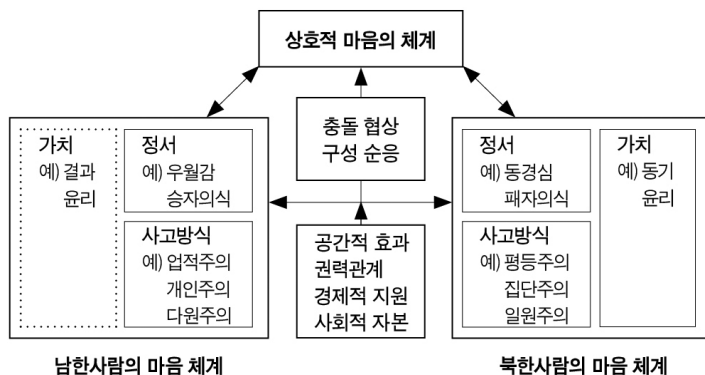 상호적 마음의 체계
충돌 협상
구성 순응
가치
예) 결과
윤리
정서
예) 우월감
승자의식
사고방식
예) 업적주의
개인주의
다원주의
공간적 효과
권력관계
경제적 지원
사회적 자본
정서
예) 동경심
패자의식
사고방식
예) 평등주의
집단주의
일원주의
가치
예) 동기
윤리
남한사람의 마음 체계
북한사람의 마음 체계